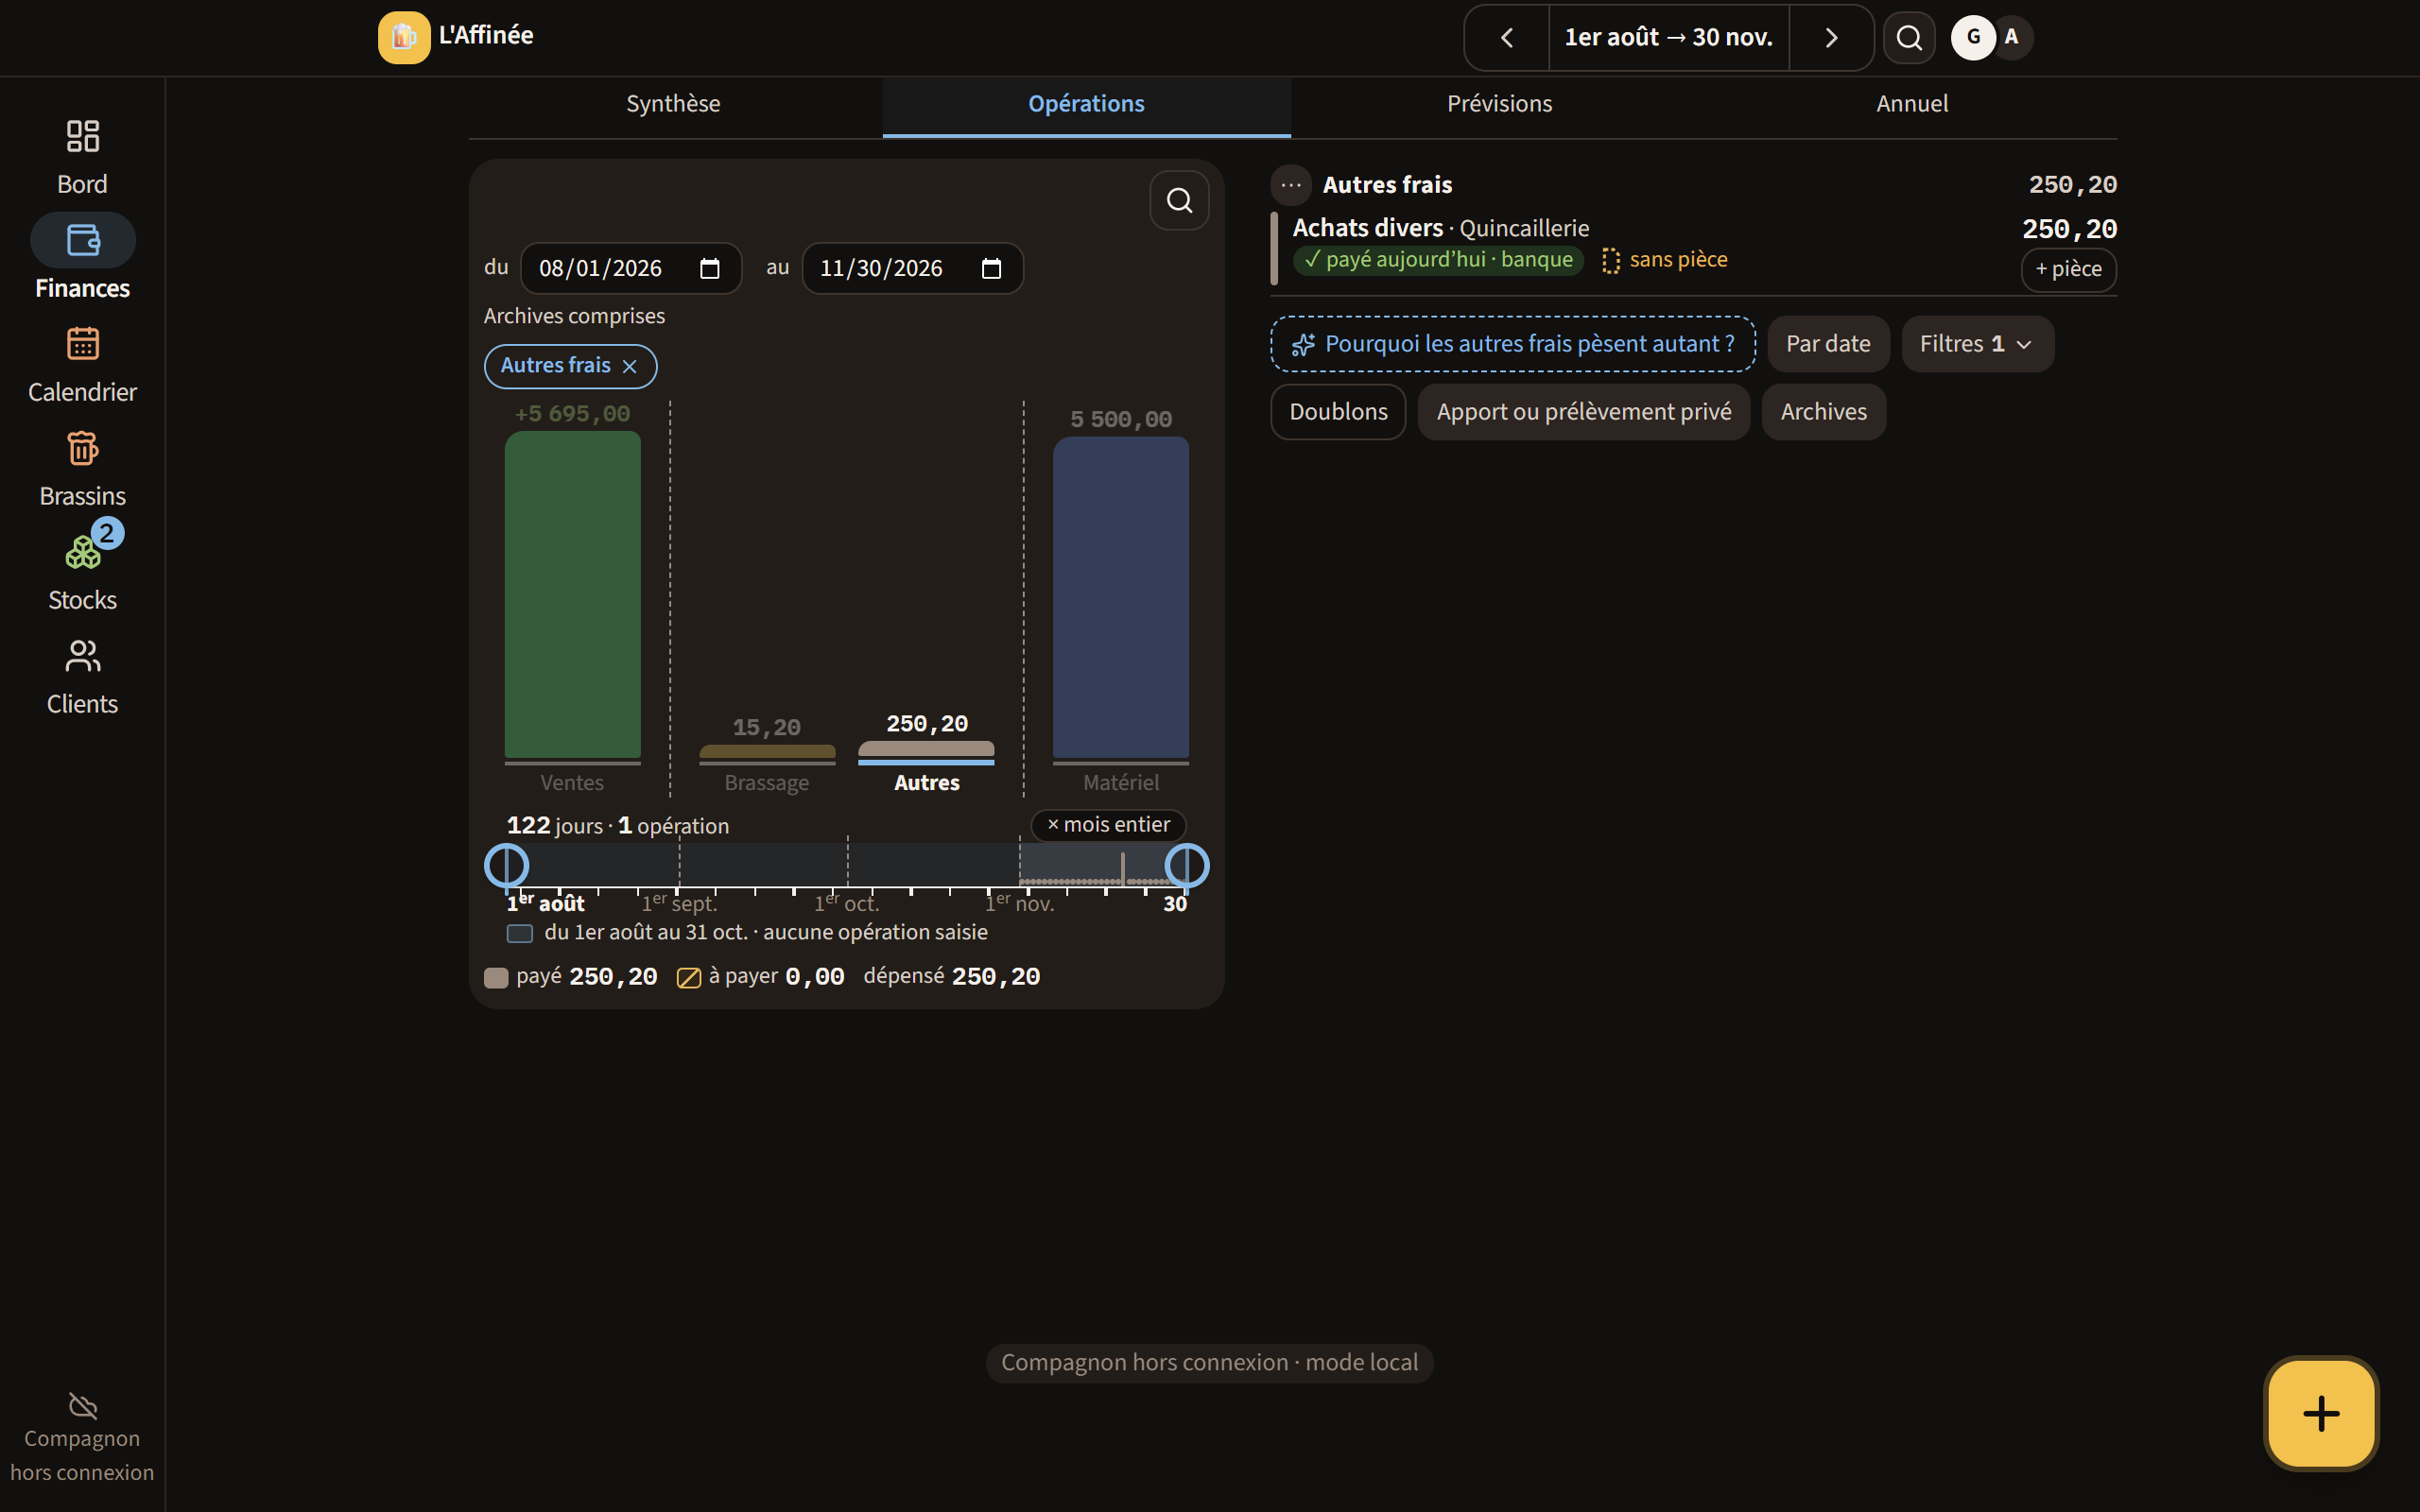 L'Affinée
1er août → 30 nov.
G
A
Bord
Finances
Calendrier
Brassins
2
Stocks
Clients
Compagnon
hors connexion
Synthèse
Opérations
Prévisions
Annuel
du 08/01/2026 au 11/30/2026
Archives comprises
Autres frais
+5 695,00
15,20
250,20
5 500,00
Ventes
Brassage
Autres
Matériel
122 jours · 1 opération
× mois entier
1er août
1er sept.
1er oct.
1er nov.
30
du 1er août au 31 oct. · aucune opération saisie
payé 250,20 à payer 0,00 dépensé 250,20
... Autres frais 250,20
Achats divers · Quincaillerie 250,20
✓ payé aujourd’hui · banque sans pièce + pièce
Pourquoi les autres frais pèsent autant ?
Par date
Filtres 1
Doublons
Apport ou prélèvement privé
Archives
Compagnon hors connexion · mode local
+